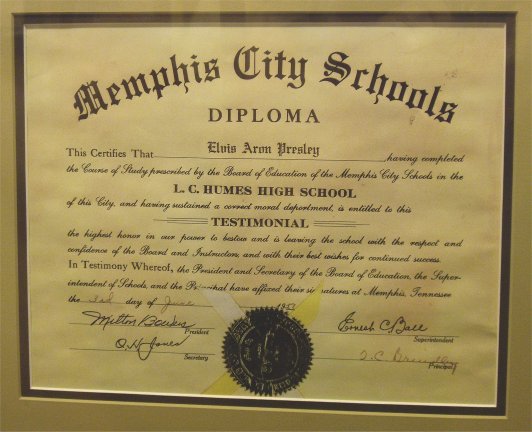 Memphis City Schools
DIPLOMA
This Certifies That Elvis Aron Presley having completed
the Course of Study prescribed by the Board of Education of the Memphis City Schools in the
L. C. HUMES HIGH SCHOOL
of this City, and having sustained a correct moral deportment, is entitled to this
TESTIMONIAL
the highest honor in our power to bestow and is leaving the school with the respect and
confidence of the Board and Instructors, and with their best wishes for continued success.
In Testimony Whereof, the President and Secretary of the Board of Education, the Super-
intendent of Schools, and the Principal have affixed their signatures at Memphis, Tennessee
the 3rd day of June 1953
Milton Bowers
President
Ernest C. Ball
Superintendent
O. H. Jones
Secretary
T. C. Brindley
Principal